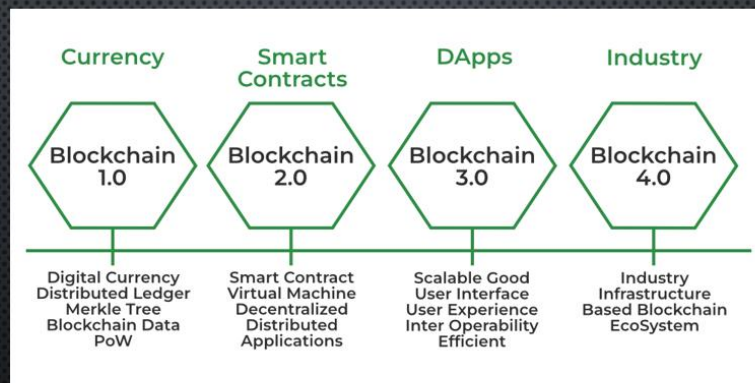 Currency
Smart
Contracts
DApps
Industry
Blockchain
1.0
Blockchain
2.0
Blockchain
3.0
Blockchain
4.0
Digital Currency
Distributed Ledger
Merkle Tree
Blockchain Data
PoW
Smart Contract
Virtual Machine
Decentralized
Distributed
Applications
Scalable Good
User Interface
User Experience
Inter Operability
Efficient
Industry
Infrastructure
Based Blockchain
EcoSystem